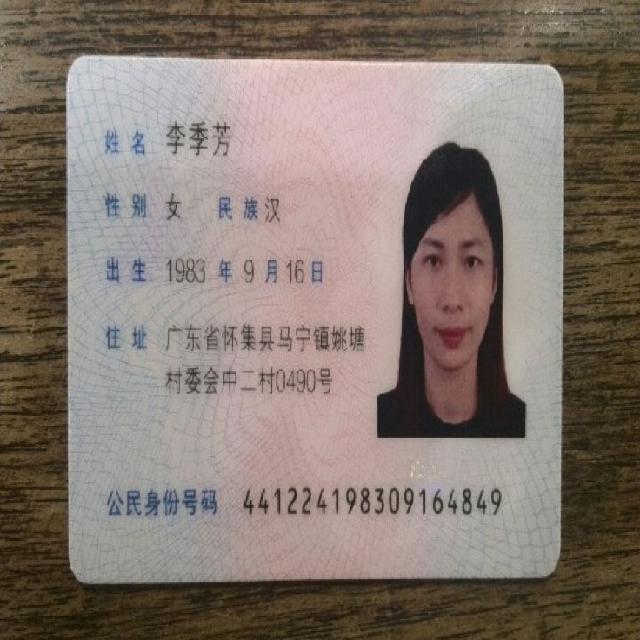 姓名 李季芳
性别 女 民族 汉
出生 1983 年 9 月 16 日
住址 广东省怀集县马宁镇桃塘
村委会中二村0490号
公民身份号码 441224198309164849